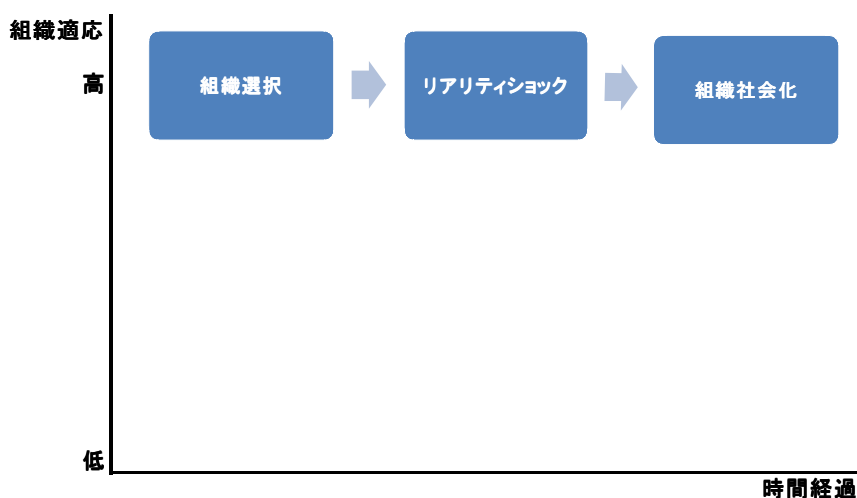 組織適応
高
組織選択
リアリティショック
組織社会化
低
時間経過